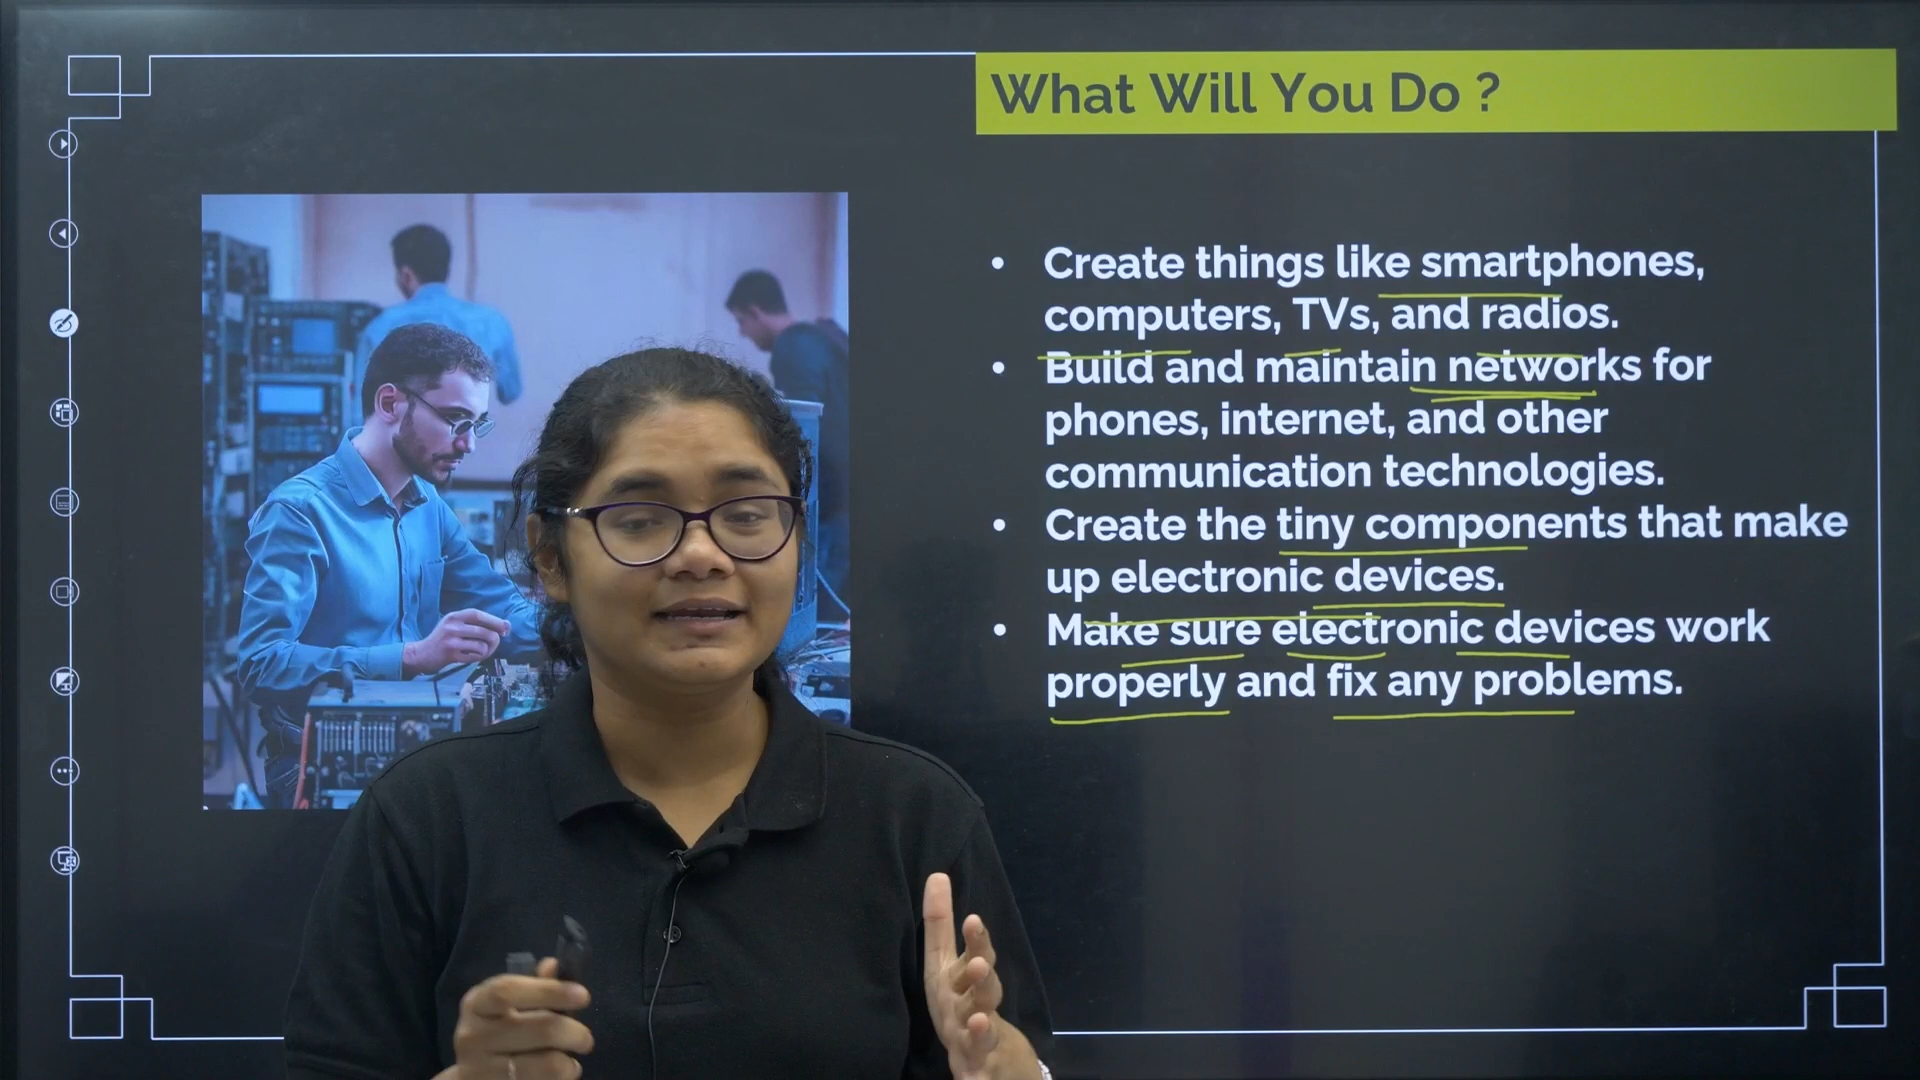 What Will You Do ?
• Create things like smartphones,
computers, TVs, and radios.
• Build and maintain networks for
phones, internet, and other
communication technologies.
• Create the tiny components that make
up electronic devices.
• Make sure electronic devices work
properly and fix any problems.